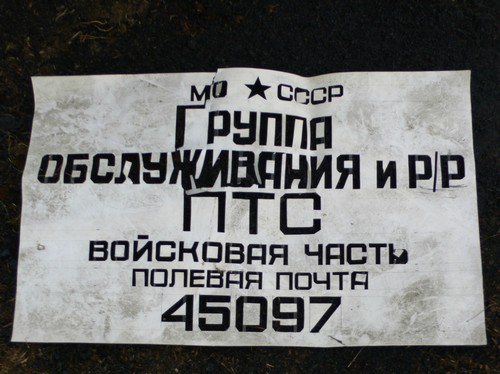 МО ★ СССР
ГРУППА
ОБСЛУЖИВАНИЯ и Р/Р
ПТС
ВОЙСКОВАЯ ЧАСТЬ
ПОЛЕВАЯ ПОЧТА
45097